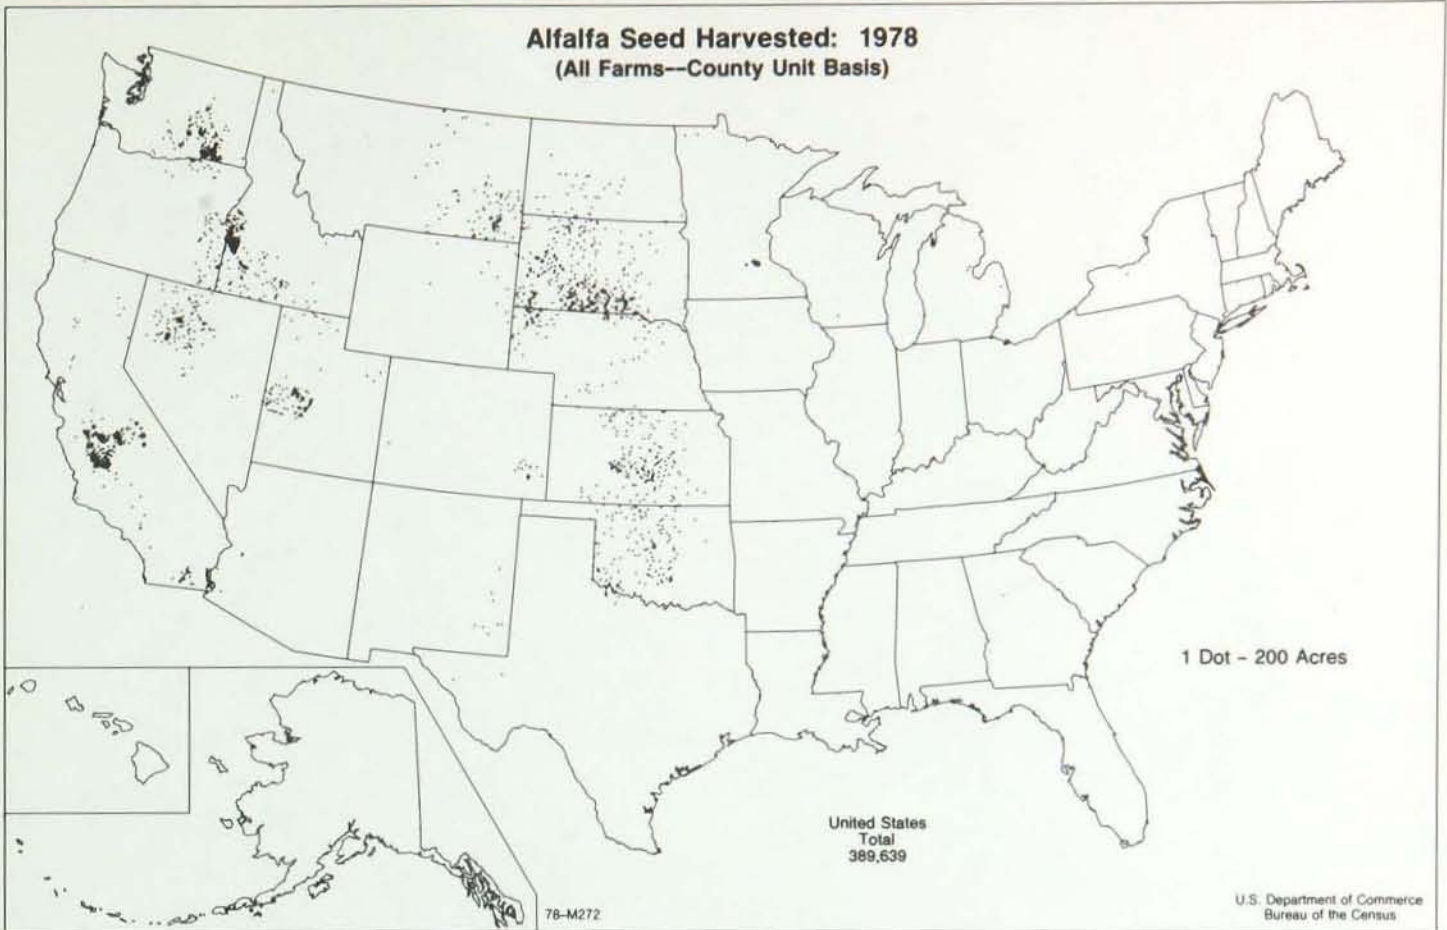 Alfalfa Seed Harvested: 1978
(All Farms--County Unit Basis)
1 Dot - 200 Acres
United States
Total
389,639
78-M272
U.S. Department of Commerce
Bureau of the Census